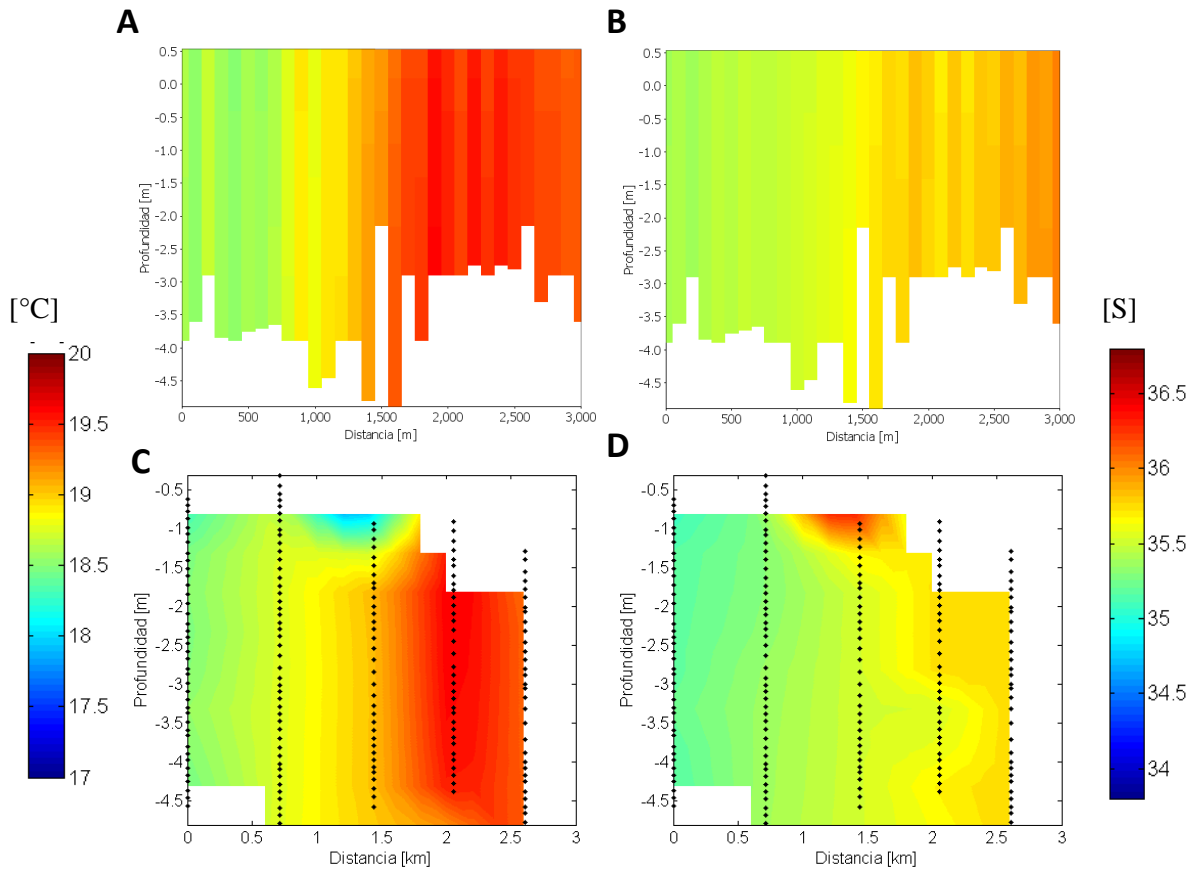 A
0.5
0.0
-0.5
-1.0
-1.5
-2.0
-2.5
-3.0
-3.5
-4.0
-4.5
Profundidad [m]
0 500 1,000 1,500 2,000 2,500 3,000
Distancia [m]
B
0.5
0.0
-0.5
-1.0
-1.5
-2.0
-2.5
-3.0
-3.5
-4.0
-4.5
Profundidad [m]
0 500 1,000 1,500 2,000 2,500 3,000
Distancia [m]
[°C]
20
19.5
19
18.5
18
17.5
17
C
-0.5
-1
-1.5
-2
-2.5
-3
-3.5
-4
-4.5
Profundidad [m]
0 0.5 1 1.5 2 2.5 3
Distancia [km]
D
-0.5
-1
-1.5
-2
-2.5
-3
-3.5
-4
-4.5
Profundidad [m]
0 0.5 1 1.5 2 2.5 3
Distancia [km]
[S]
36.5
36
35.5
35
34.5
34